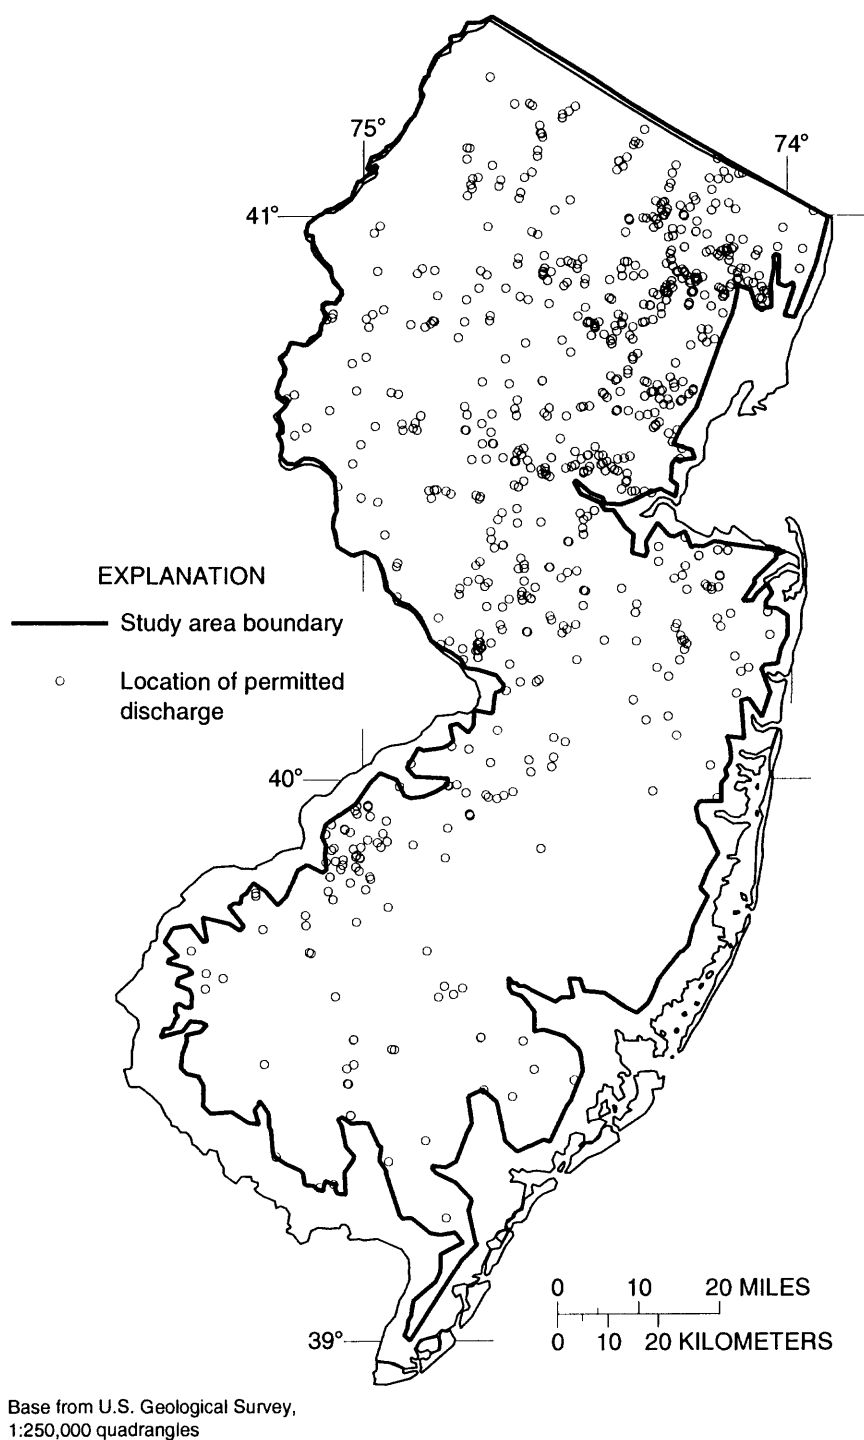 75°
74°
41°
EXPLANATION
Study area boundary
Location of permitted
discharge
40°
0 10 20 MILES
0 10 20 KILOMETERS
39°
Base from U.S. Geological Survey,
1:250,000 quadrangles